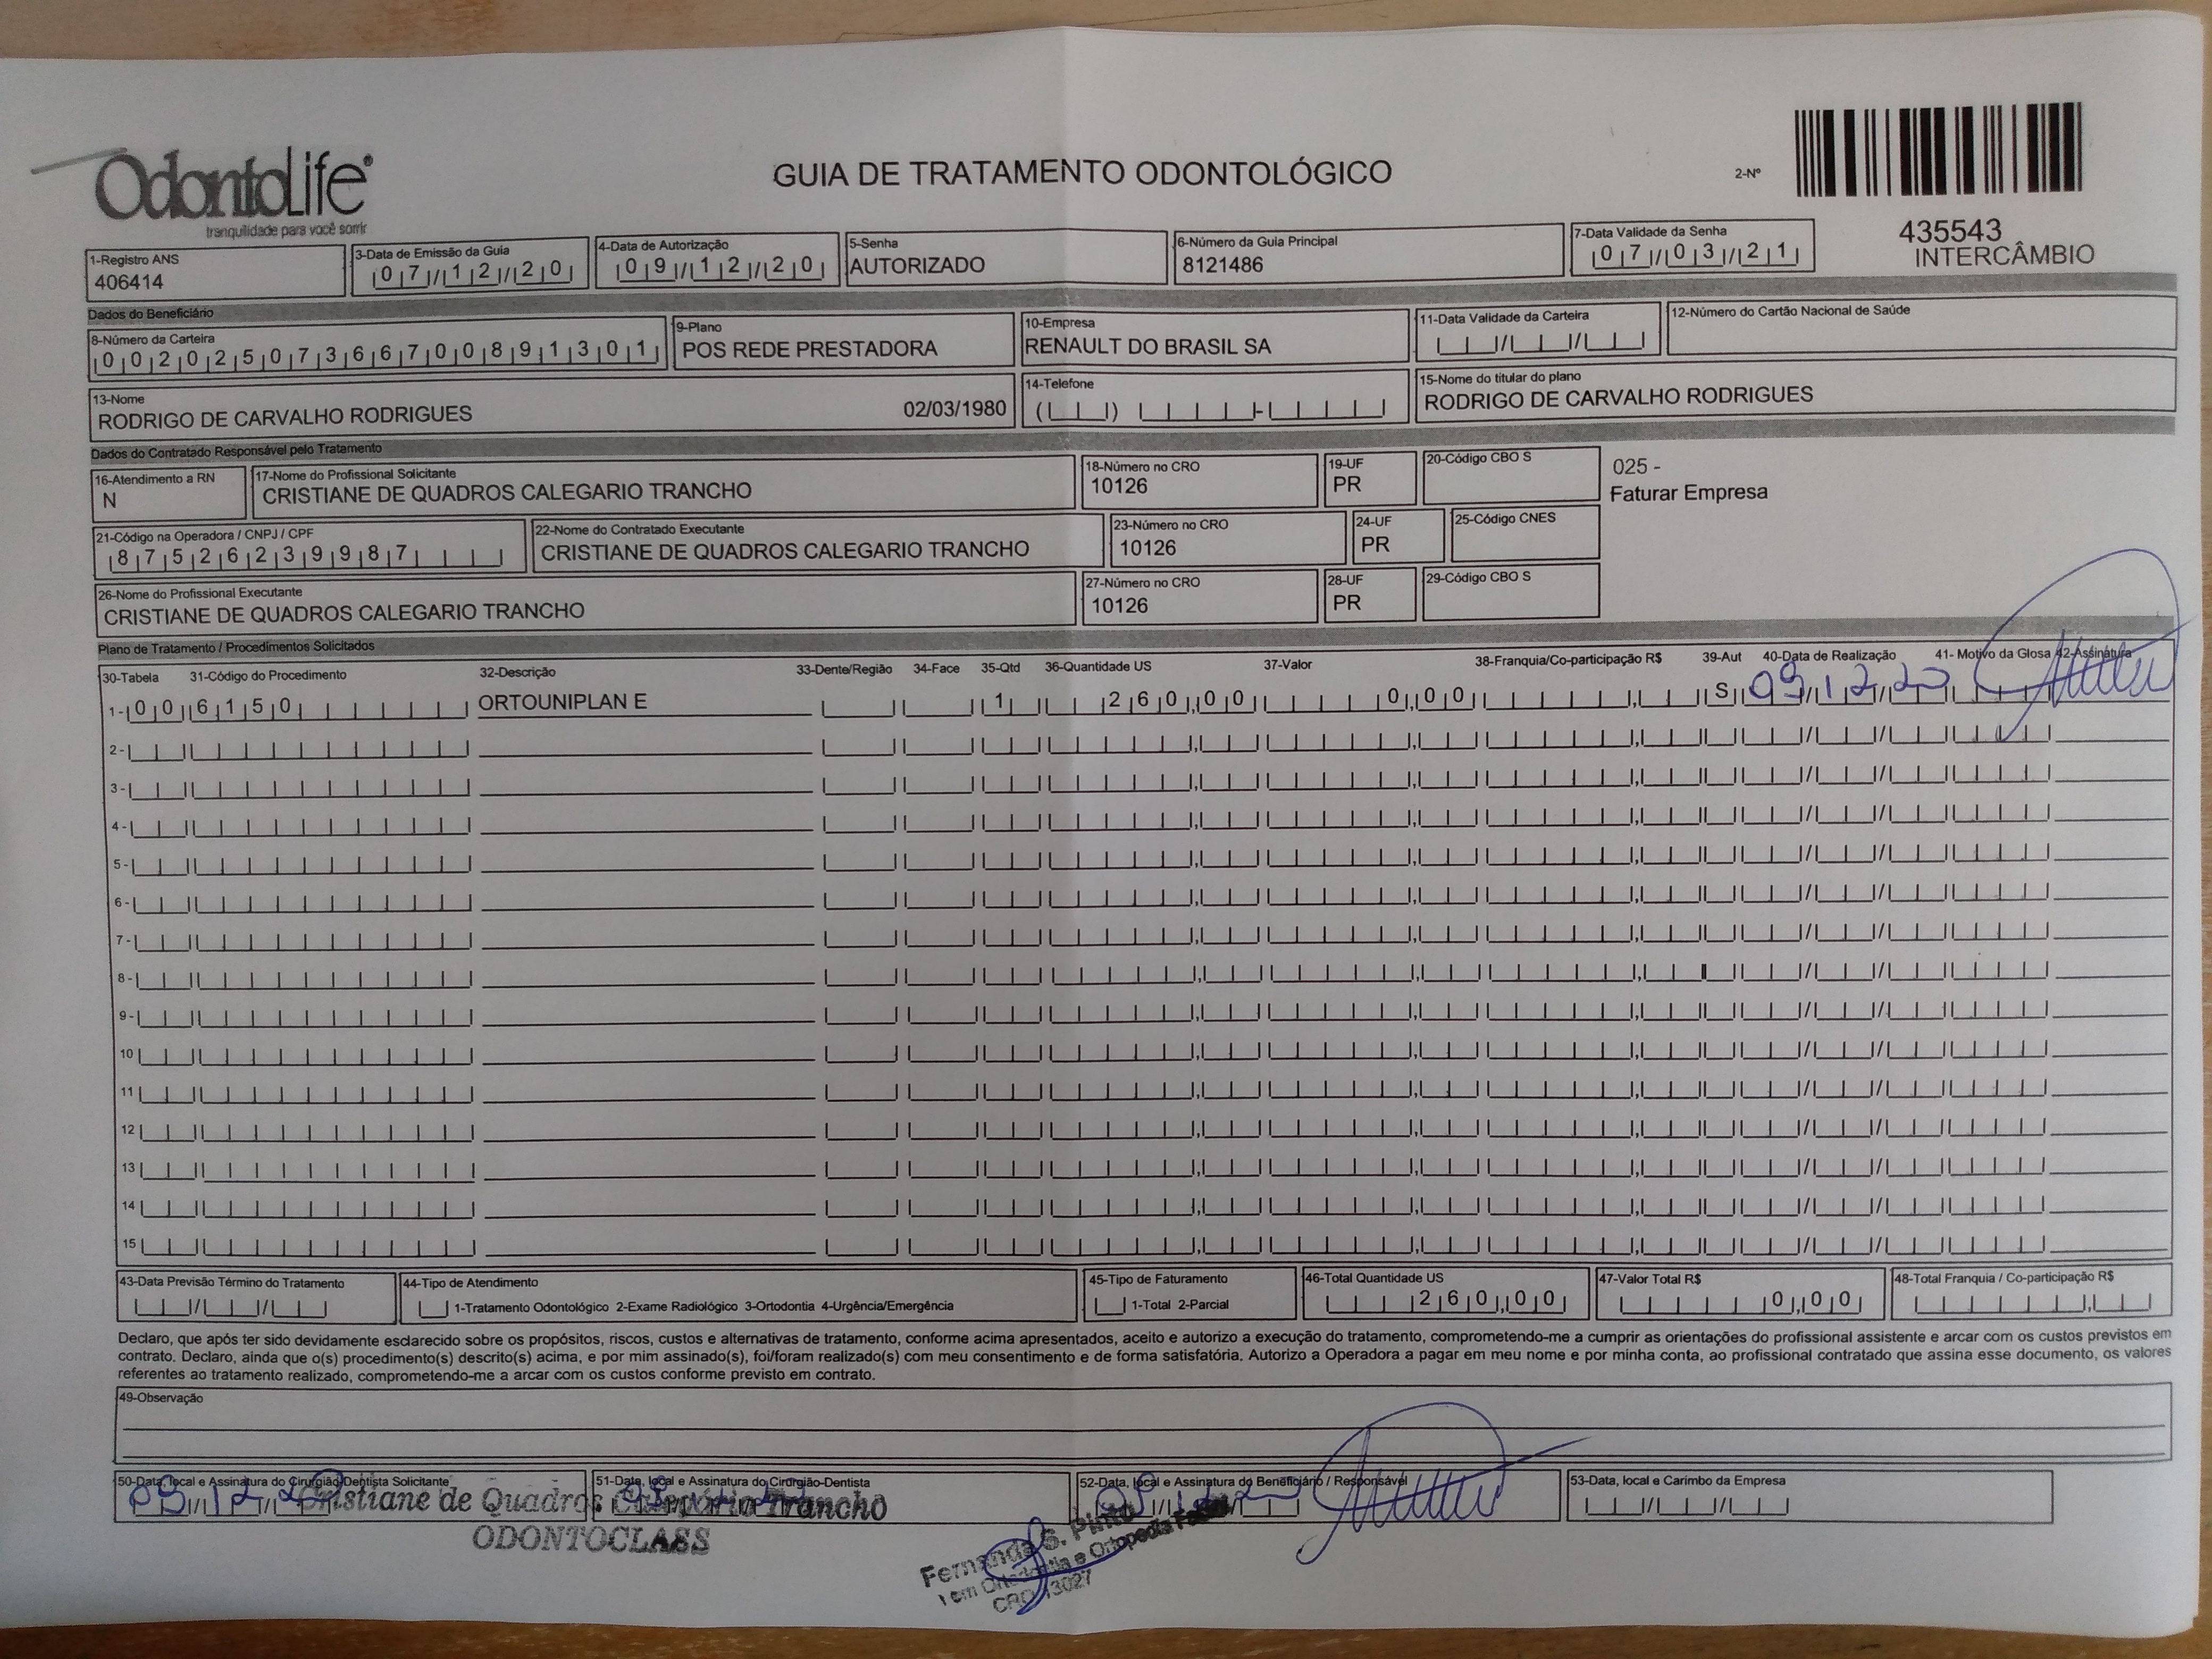 OdontoLife
tranquilidade para você sorrir
GUIA DE TRATAMENTO ODONTOLÓGICO
2-Nº
435543
INTERCÂMBIO
1-Registro ANS
406414
3-Data de Emissão da Guia
07/12/20
4-Data de Autorização
09/12/20
5-Senha
AUTORIZADO
6-Número da Guia Principal
8121486
7-Data Validade da Senha
07/03/21
Dados do Beneficiário
8-Número da Carteira
00202507366700891301
9-Plano
POS REDE PRESTADORA
10-Empresa
RENAULT DO BRASIL SA
11-Data Validade da Carteira
12-Número do Cartão Nacional de Saúde
13-Nome
RODRIGO DE CARVALHO RODRIGUES 02/03/1980
14-Telefone
15-Nome do titular do plano
RODRIGO DE CARVALHO RODRIGUES
Dados do Contratado Responsável pelo Tratamento
16-Atendimento a RN
N
17-Nome do Profissional Solicitante
CRISTIANE DE QUADROS CALEGARIO TRANCHO
18-Número no CRO
10126
19-UF
PR
20-Código CBO S
025 -
Faturar Empresa
21-Código na Operadora / CNPJ / CPF
87526239987
22-Nome do Contratado Executante
CRISTIANE DE QUADROS CALEGARIO TRANCHO
23-Número no CRO
10126
24-UF
PR
25-Código CNES
26-Nome do Profissional Executante
CRISTIANE DE QUADROS CALEGARIO TRANCHO
27-Número no CRO
10126
28-UF
PR
29-Código CBO S
Plano de Tratamento / Procedimentos Solicitados
30-Tabela 31-Código do Procedimento 32-Descrição 33-Dente/Região 34-Face 35-Qtd 36-Quantidade US 37-Valor 38-Franquia/Co-participação R$ 39-Aut 40-Data de Realização 41- Motivo da Glosa 42-Assinatura
1- 00 6150 ORTOUNIPLAN E 1 260,00 0,00 S 09/12/20
2-
3-
4-
5-
6-
7-
8-
9-
10
11
12
13
14
15
43-Data Previsão Término do Tratamento
44-Tipo de Atendimento
1-Tratamento Odontológico 2-Exame Radiológico 3-Ortodontia 4-Urgência/Emergência
45-Tipo de Faturamento
1-Total 2-Parcial
46-Total Quantidade US
260,00
47-Valor Total R$
0,00
48-Total Franquia / Co-participação R$
Declaro, que após ter sido devidamente esclarecido sobre os propósitos, riscos, custos e alternativas de tratamento, conforme acima apresentados, aceito e autorizo a execução do tratamento, comprometendo-me a cumprir as orientações do profissional assistente e arcar com os custos previstos em
contrato. Declaro, ainda que o(s) procedimento(s) descrito(s) acima, e por mim assinado(s), foi/foram realizado(s) com meu consentimento e de forma satisfatória. Autorizo a Operadora a pagar em meu nome e por minha conta, ao profissional contratado que assina esse documento, os valores
referentes ao tratamento realizado, comprometendo-me a arcar com os custos conforme previsto em contrato.
49-Observação
50-Data, local e Assinatura do Cirurgião-Dentista Solicitante
09/12/20
51-Data, local e Assinatura do Cirurgião-Dentista
52-Data, local e Assinatura do Beneficiário / Responsável
53-Data, local e Carimbo da Empresa
Cristiane de Quadros Calegário Trancho
ODONTOCLASS
Fernanda S. Pinto
em Ortodontia e Ortopedia Facial
CRO 13027